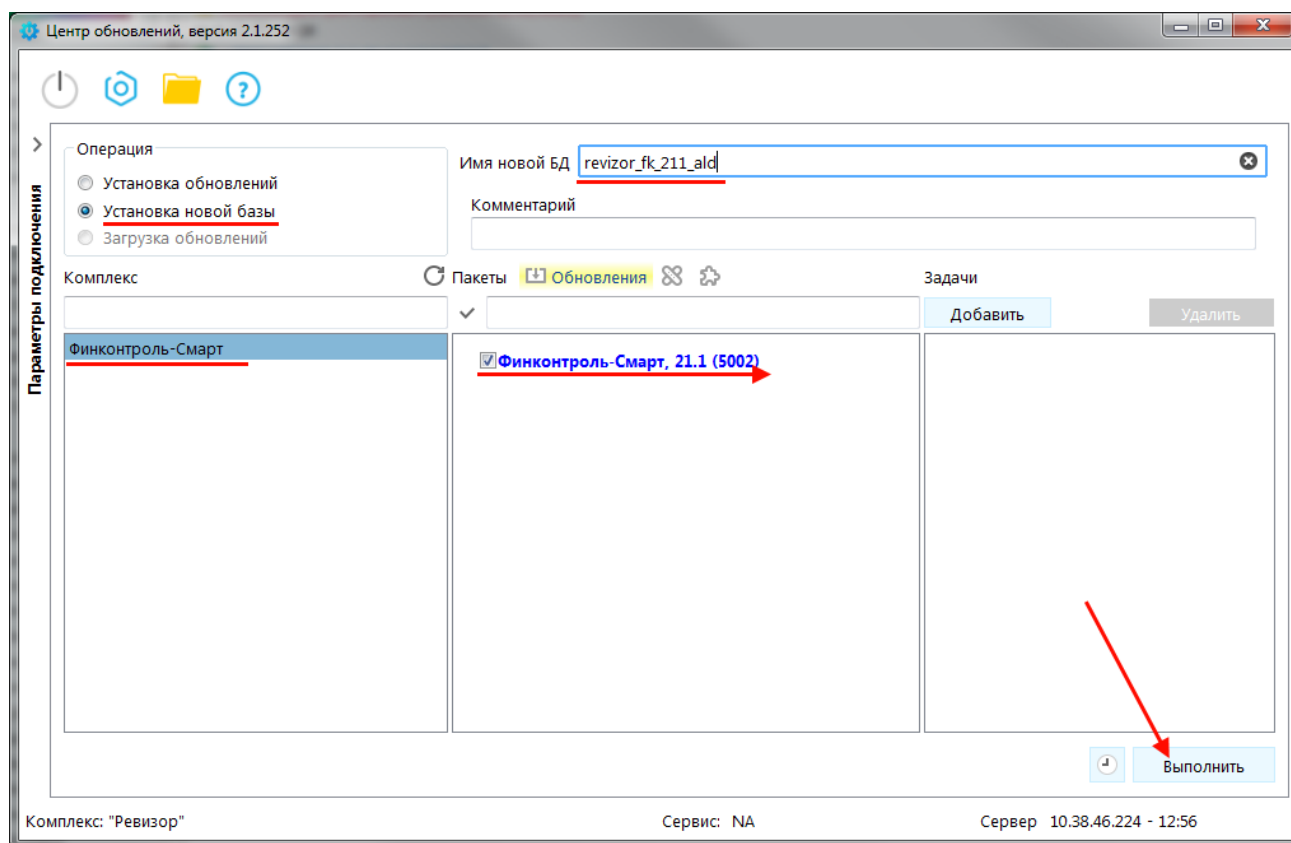 Центр обновлений, версия 2.1.252
?
Параметры подключения
Операция
Установка обновлений
Установка новой базы
Загрузка обновлений
Имя новой БД revizor_fk_211_ald
Комментарий
Комплекс
Пакеты Обновления
Задачи
Добавить Удалить
Финконтроль-Смарт
Финконтроль-Смарт, 21.1 (5002)
Выполнить
Комплекс: "Ревизор" Сервис: NA Сервер 10.38.46.224 - 12:56